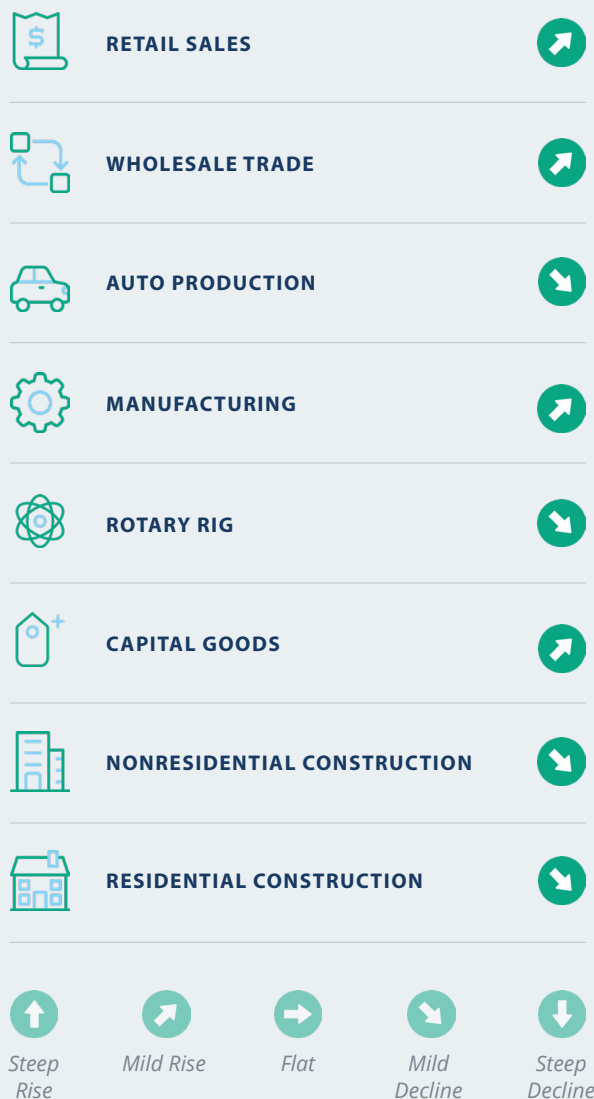 $
RETAIL SALES
WHOLESALE TRADE
AUTO PRODUCTION
MANUFACTURING
ROTARY RIG
CAPITAL GOODS
NONRESIDENTIAL CONSTRUCTION
RESIDENTIAL CONSTRUCTION
Steep
Rise
Mild Rise
Flat
Mild
Decline
Steep
Decline